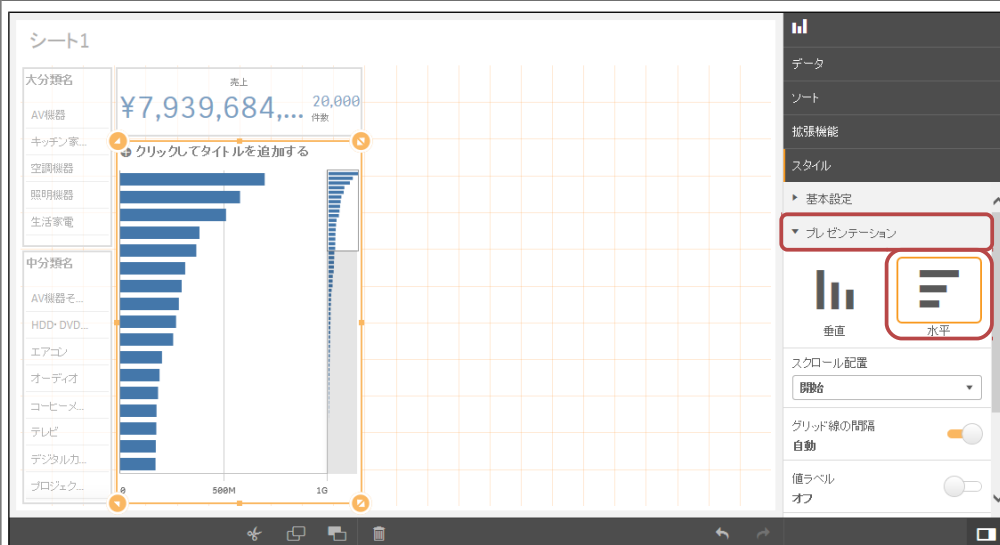 シート1
大分類名
AV機器
キッチン家...
空調機器
照明機器
生活家電
中分類名
AV機器そ...
HDD・DVD...
エアコン
オーディオ
コーヒーメ...
テレビ
デジタルカ...
プロジェク...
売上
¥7,939,684,...
20,000
件数
クリックしてタイトルを追加する
0
500M
1G
データ
ソート
拡張機能
スタイル
基本設定
プレゼンテーション
垂直
水平
スクロール配置
開始
グリッド線の間隔
自動
値ラベル
オフ